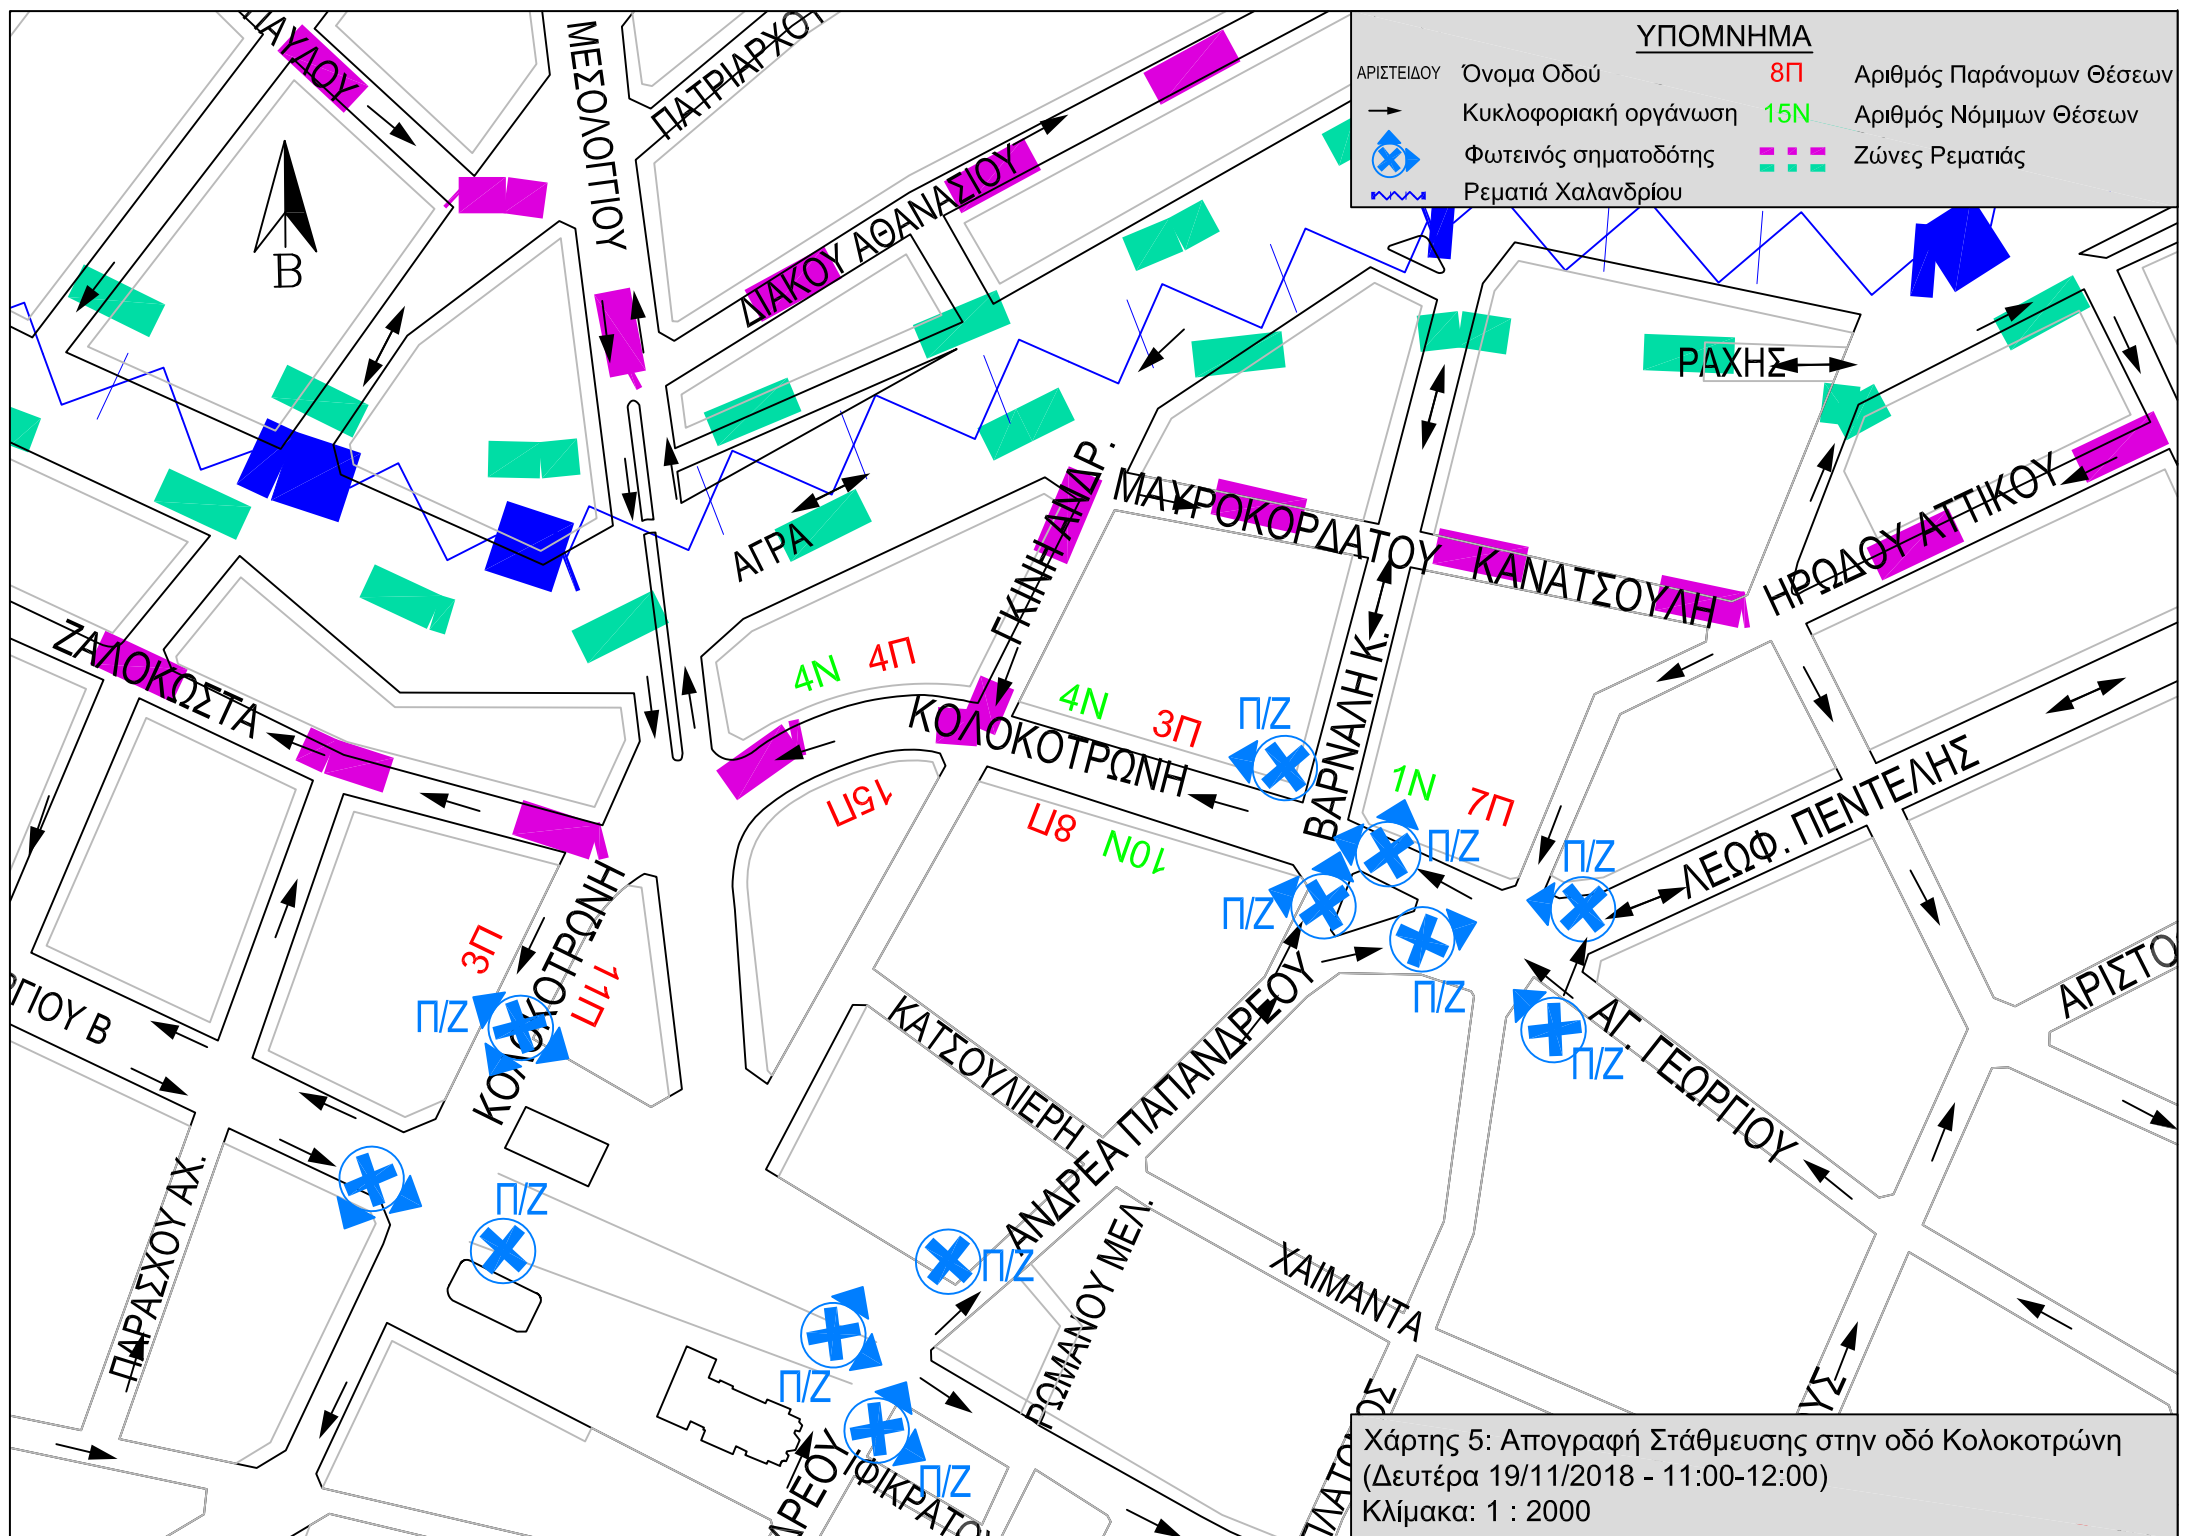 ΥΠΟΜΝΗΜΑ
ΑΡΙΣΤΕΙΔΟΥ Όνομα Οδού 8Π Αριθμός Παράνομων Θέσεων
Κυκλοφοριακή οργάνωση 15Ν Αριθμός Νόμιμων Θέσεων
Φωτεινός σηματοδότης Ζώνες Ρεματιάς
Ρεματιά Χαλανδρίου
ΜΕΣΟΛΟΓΓΙΟΥ
ΔΙΑΚΟΥ ΑΘΑΝΑΣΙΟΥ
Β
ΡΑΧΗΣ
ΓΚΙΝΗ ΑΝΔΡ.
ΜΑΥΡΟΚΟΡΔΑΤΟΥ
ΚΑΝΑΤΣΟΥΛΗ
ΗΡΩΔΟΥ ΑΤΤΙΚΟΥ
ΑΓΡΑ
ΖΑΛΟΚΩΣΤΑ
4Ν 4Π
4Ν 3Π
Π/Ζ
ΚΟΛΟΚΟΤΡΩΝΗ
ΒΑΡΝΑΛΗ Κ.
1Ν 7Π
15Π
8Π
10Ν
Π/Ζ
Π/Ζ
ΛΕΩΦ. ΠΕΝΤΕΛΗΣ
Π/Ζ
Π/Ζ
3Π
11Π
Π/Ζ
ΚΟΛΟΚΟΤΡΩΝΗ
ΡΓΙΟΥ Β
ΚΑΤΣΟΥΛΙΕΡΗ
ΑΝΔΡΕΑ ΠΑΠΑΝΔΡΕΟΥ
ΑΓ. ΓΕΩΡΓΙΟΥ
Π/Ζ
ΑΡΙΣΤΟ
ΠΑΡΑΣΧΟΥ ΑΧ.
Π/Ζ
Π/Ζ
ΡΩΜΑΝΟΥ ΜΕΛ.
ΧΑΙΜΑΝΤΑ
Π/Ζ
Π/Ζ
ΔΡΕΟΥ
ΙΦΙΚΡΑΤΟΥ
ΥΣ
Χάρτης 5: Απογραφή Στάθμευσης στην οδό Κολοκοτρώνη
(Δευτέρα 19/11/2018 - 11:00-12:00)
Κλίμακα: 1 : 2000